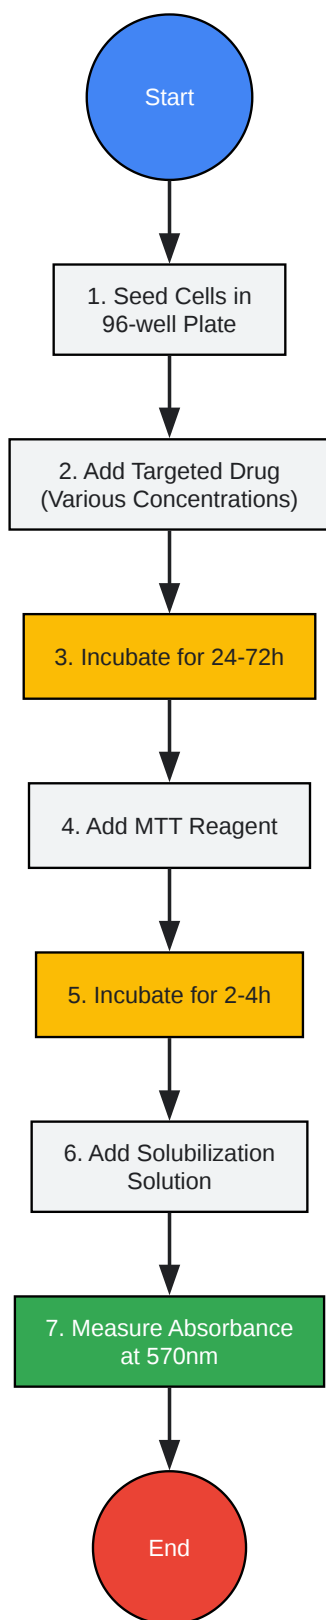 Start
1. Seed Cells in
96-well Plate
2. Add Targeted Drug
(Various Concentrations)
3. Incubate for 24-72h
4. Add MTT Reagent
5. Incubate for 2-4h
6. Add Solubilization
Solution
7. Measure Absorbance
at 570nm
End